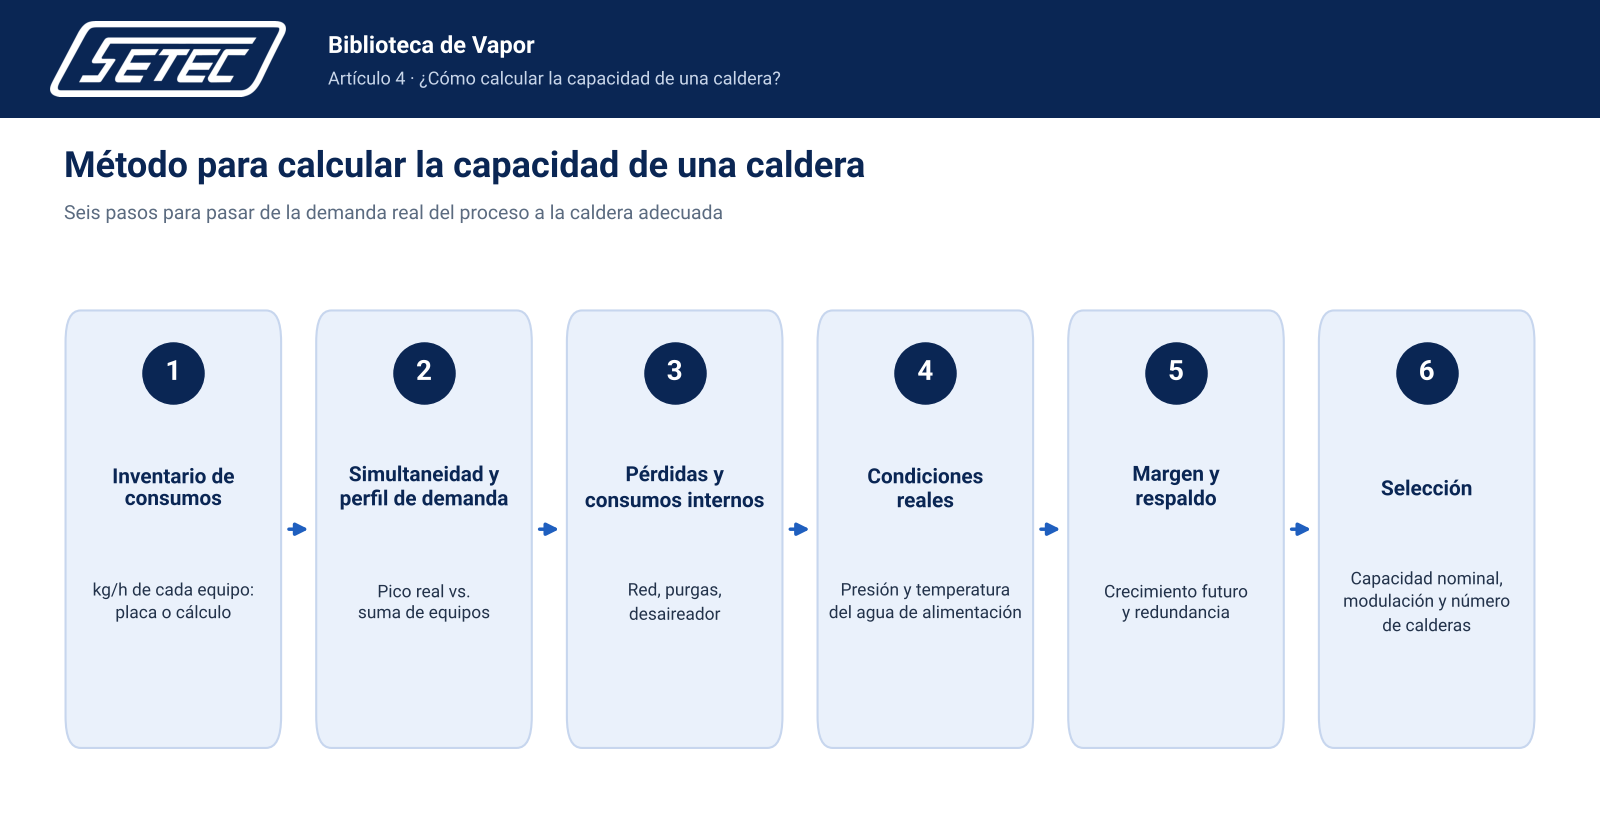 SETEC
Biblioteca de Vapor
Artículo 4 · ¿Cómo calcular la capacidad de una caldera?
Método para calcular la capacidad de una caldera
Seis pasos para pasar de la demanda real del proceso a la caldera adecuada
1
Inventario de
consumos
kg/h de cada equipo:
placa o cálculo
2
Simultaneidad y
perfil de demanda
Pico real vs.
suma de equipos
3
Pérdidas y
consumos internos
Red, purgas,
desaireador
4
Condiciones
reales
Presión y temperatura
del agua de alimentación
5
Margen y
respaldo
Crecimiento futuro
y redundancia
6
Selección
Capacidad nominal,
modulación y número
de calderas